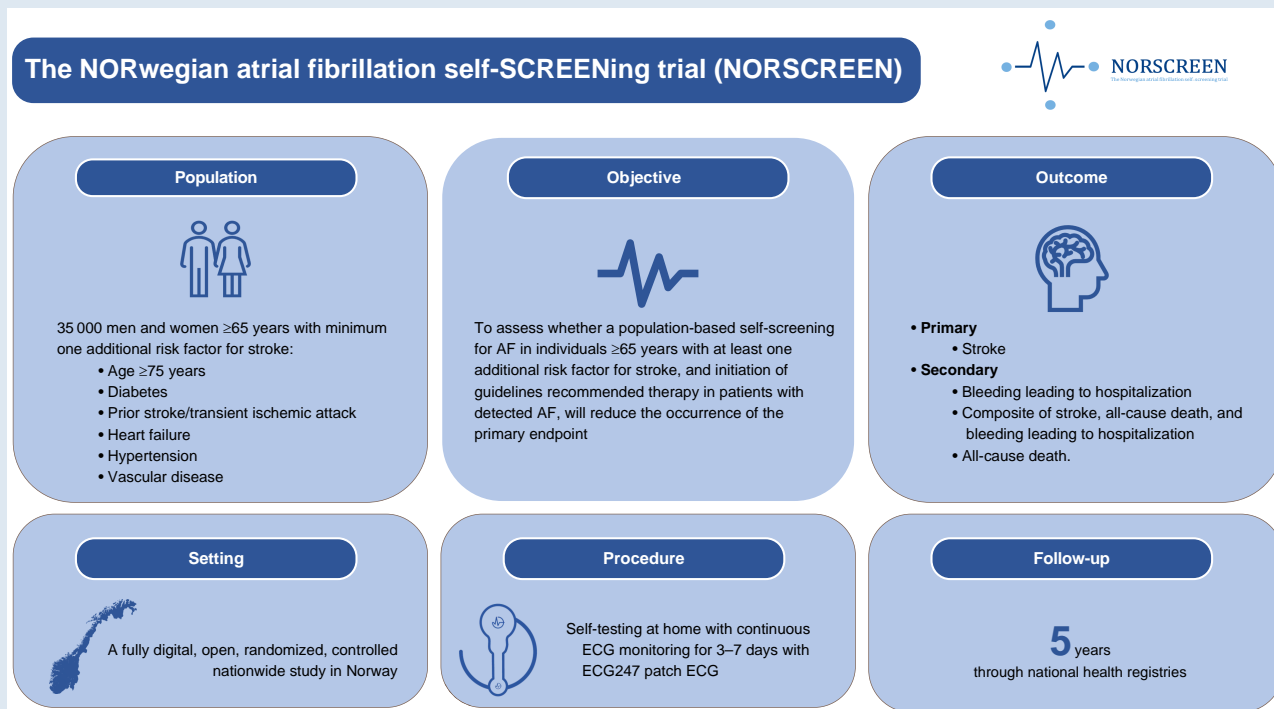 The NORwegian atrial fibrillation self-SCREENing trial (NORSCREEN)
NORSCREEN
The Norwegian atrial fibrillation self-screening trial
Population
35 000 men and women ≥65 years with minimum
one additional risk factor for stroke:
• Age ≥75 years
• Diabetes
• Prior stroke/transient ischemic attack
• Heart failure
• Hypertension
• Vascular disease
Objective
To assess whether a population-based self-screening
for AF in individuals ≥65 years with at least one
additional risk factor for stroke, and initiation of
guidelines recommended therapy in patients with
detected AF, will reduce the occurrence of the
primary endpoint
Outcome
• Primary
• Stroke
• Secondary
• Bleeding leading to hospitalization
• Composite of stroke, all-cause death, and
bleeding leading to hospitalization
• All-cause death.
Setting
A fully digital, open, randomized, controlled
nationwide study in Norway
Procedure
Self-testing at home with continuous
ECG monitoring for 3–7 days with
ECG247 patch ECG
Follow-up
5 years
through national health registries